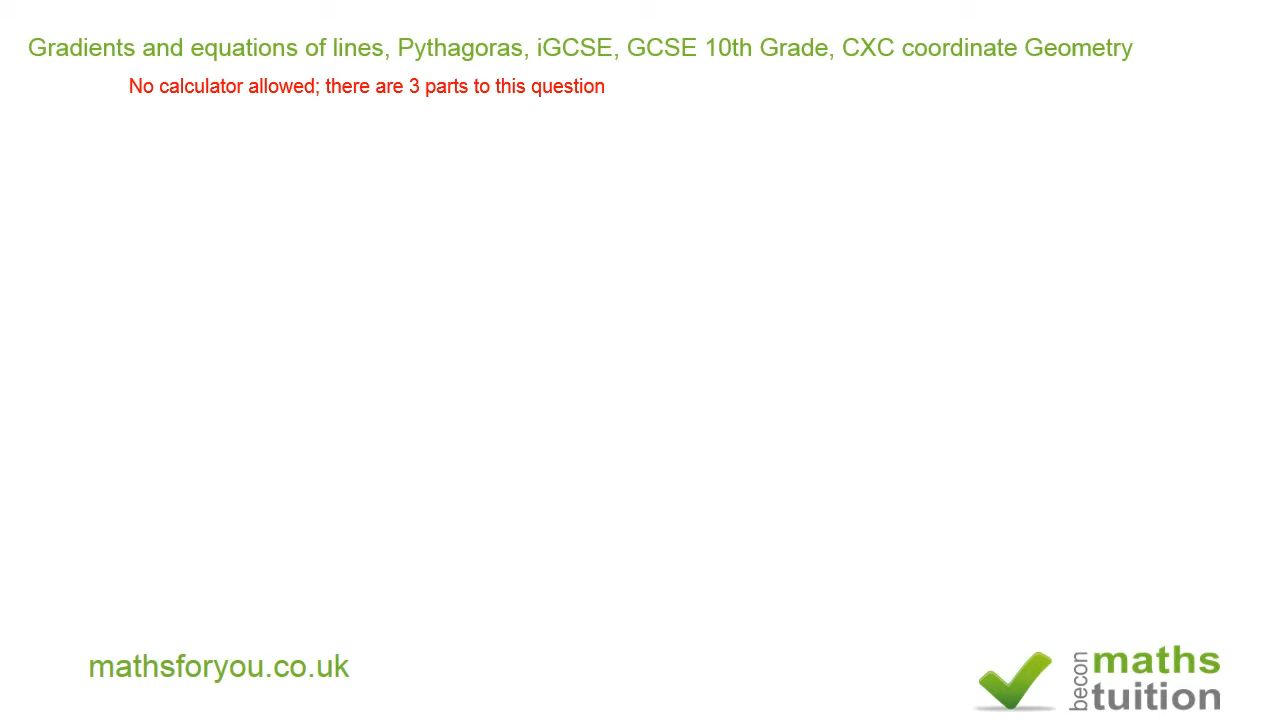 Gradients and equations of lines, Pythagoras, iGCSE, GCSE 10th Grade, CXC coordinate Geometry
No calculator allowed; there are 3 parts to this question
mathsforyou.co.uk
becon
maths
tuition